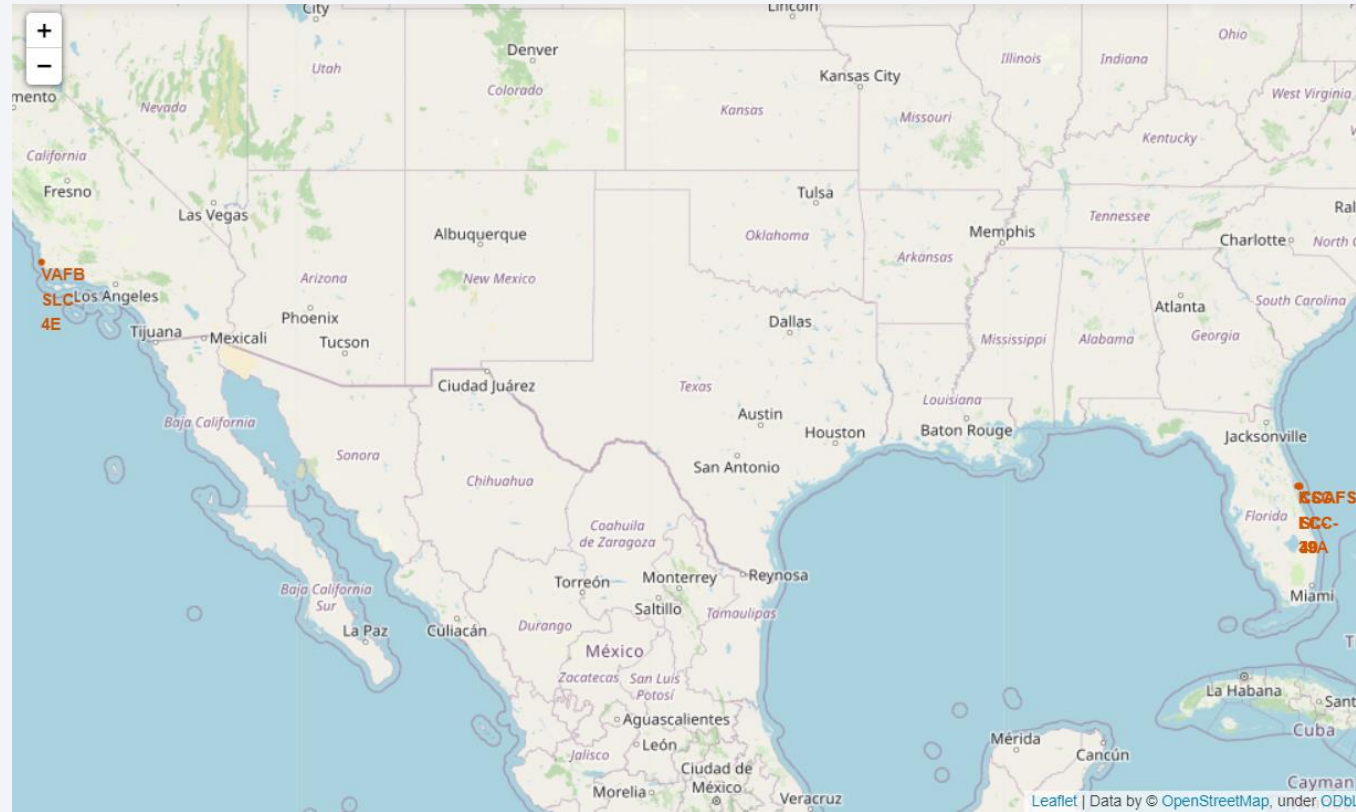 +
−
City
Lincoln
Denver
Ohio
Utah
Illinois
Indiana
Kansas City
Colorado
mento
Nevada
Kansas
West Virginia
Missouri
Kentucky
California
Fresno
Tulsa
Las Vegas
Tennessee
Ral
Albuquerque
Oklahoma
Memphis
Charlotte
North C
Arkansas
VAFB
SLC-
4E
Arizona
New Mexico
Los Angeles
South Carolina
Atlanta
Phoenix
Tijuana
Mexicali
Tucson
Dallas
Mississippi
Alabama
Georgia
Ciudad Juárez
Texas
Louisiana
Austin
Baja California
Houston
Baton Rouge
Jacksonville
Sonora
San Antonio
Chihuahua
Florida
Coahuila
de Zaragoza
Torreón
Monterrey
Reynosa
Baja California
Sur
Saltillo
Tamaulipas
Miami
La Paz
Culiacán
Durango
México
Zacatecas
San Luis
Potosí
La Habana
Sant
Aguascalientes
Cuba
León
Mérida
Jalisco
Cancún
Ciudad de
México
Cayman
Morelia
Veracruz
Leaflet | Data by © OpenStreetMap, under ODbl